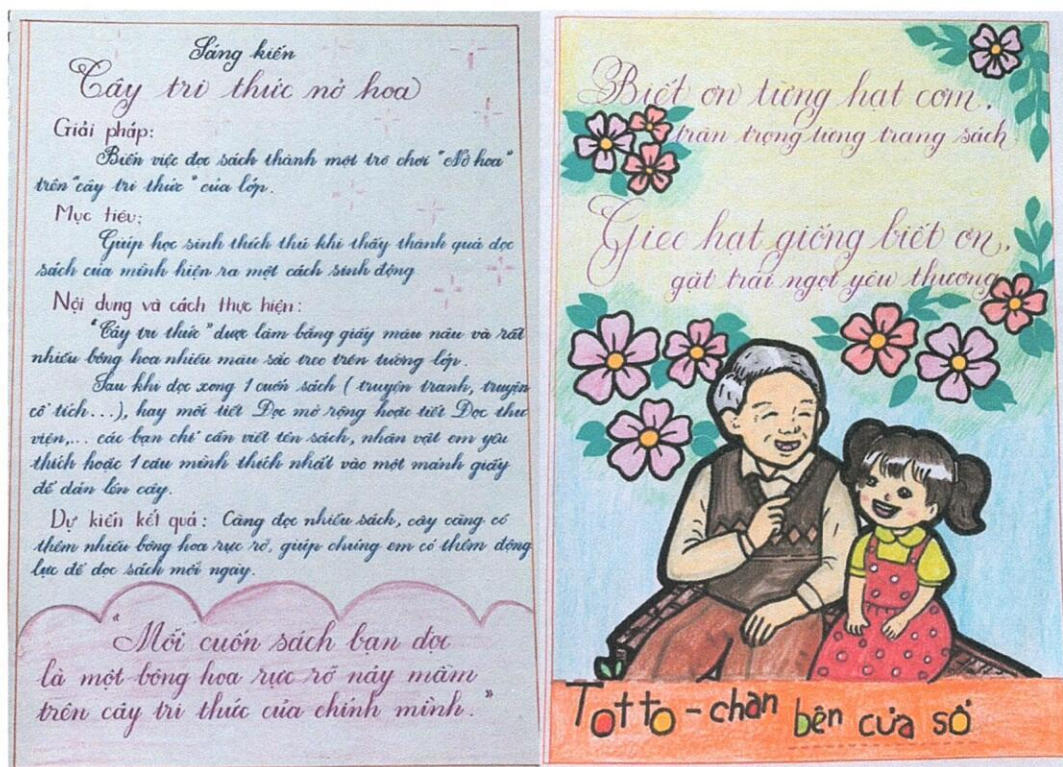 Sáng kiến
Cây tri thức nở hoa
Giải pháp:
Biến việc đọc sách thành một trò chơi "Nở hoa"
trên "cây tri thức" của lớp.
Mục tiêu:
Giúp học sinh thích thú khi thấy thành quả đọc
sách của mình hiện ra một cách sinh động
Nội dung và cách thực hiện:
"Cây tri thức" được làm bằng giấy màu nâu và rất
nhiều bông hoa nhiều màu sắc treo trên tường lớp.
Sau khi đọc xong 1 cuốn sách (truyện tranh, truyện
cổ tích...), hay mỗi tiết Đọc mở rộng hoặc tiết Đọc thư
viện,... các bạn chỉ cần viết tên sách, nhân vật em yêu
thích hoặc 1 câu mình thích nhất vào một mảnh giấy
để dán lên cây.
Dự kiến kết quả: Càng đọc nhiều sách, cây càng có
thêm nhiều bông hoa rực rỡ, giúp chúng em có thêm động
lực để đọc sách mỗi ngày.
"Mỗi cuốn sách bạn đọc
là một bông hoa rực rỡ nảy mầm
trên cây tri thức của chính mình."
Biết ơn từng hạt cơm,
trân trọng từng trang sách
Gieo hạt giống biết ơn,
gặt trái ngọt yêu thương
Totto-chan bên cửa sổ